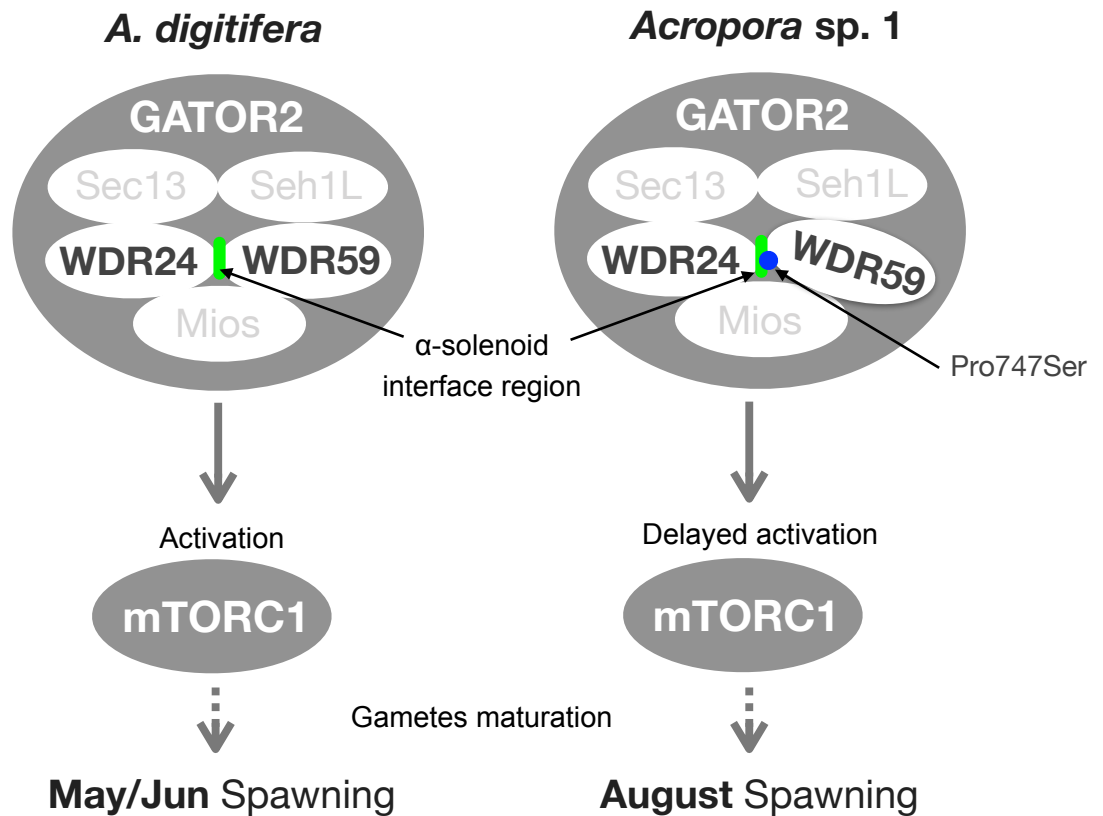 A. digitifera
Acropora sp. 1
GATOR2
Sec13
Seh1L
WDR24
WDR59
Mios
GATOR2
Sec13
Seh1L
WDR24
WDR59
Mios
α-solenoid
interface region
Pro747Ser
Activation
Delayed activation
mTORC1
mTORC1
Gametes maturation
May/Jun Spawning
August Spawning